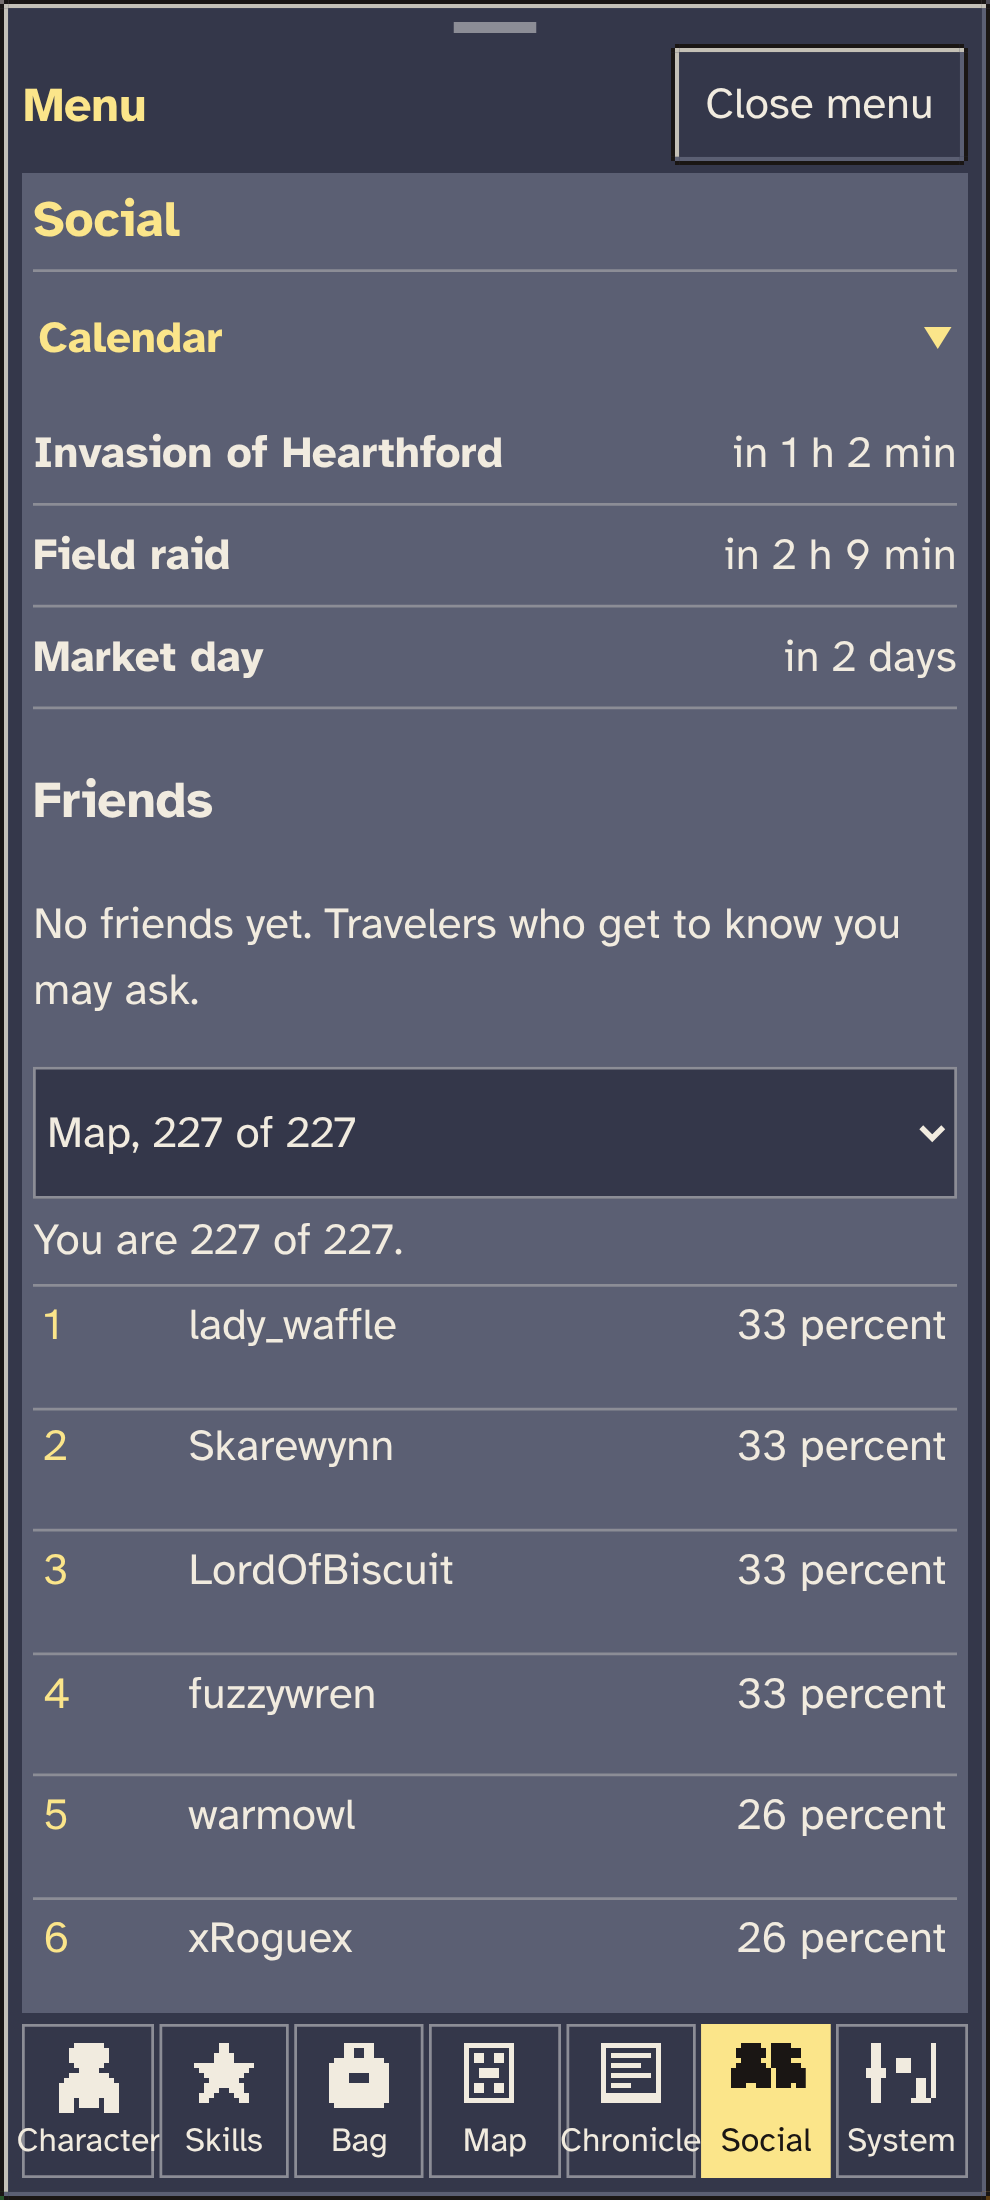 Menu
Close menu
Social
Calendar
Invasion of Hearthford in 1 h 2 min
Field raid in 2 h 9 min
Market day in 2 days
Friends
No friends yet. Travelers who get to know you
may ask.
Map, 227 of 227
You are 227 of 227.
1 lady_waffle 33 percent
2 Skarewynn 33 percent
3 LordOfBiscuit 33 percent
4 fuzzywren 33 percent
5 warmowl 26 percent
6 xRoguex 26 percent
Character Skills Bag Map Chronicle Social System